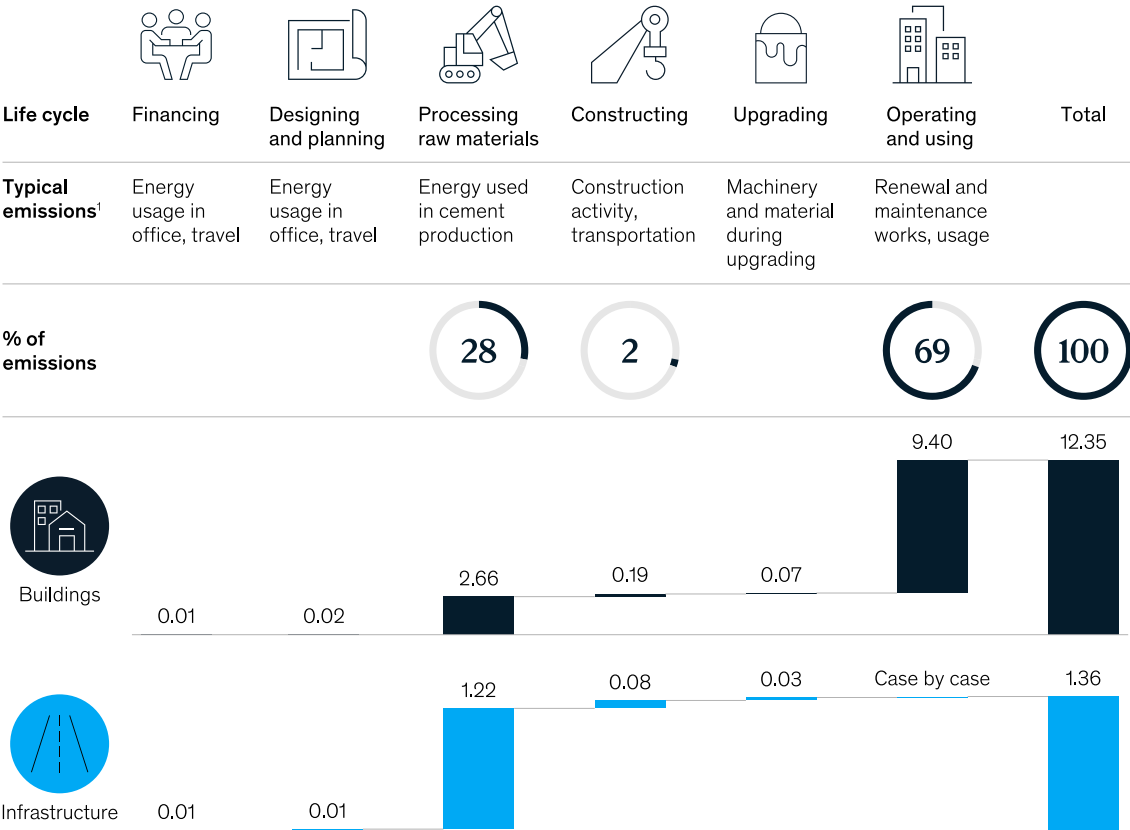 Life cycle
Financing
Designing
and planning
Processing
raw materials
Constructing
Upgrading
Operating
and using
Total
Typical
emissions¹
Energy
usage in
office, travel
Energy
usage in
office, travel
Energy used
in cement
production
Construction
activity,
transportation
Machinery
and material
during
upgrading
Renewal and
maintenance
works, usage
% of
emissions
28
2
69
100
Buildings
0.01
0.02
2.66
0.19
0.07
9.40
12.35
Infrastructure
0.01
0.01
1.22
0.08
0.03
Case by case
1.36